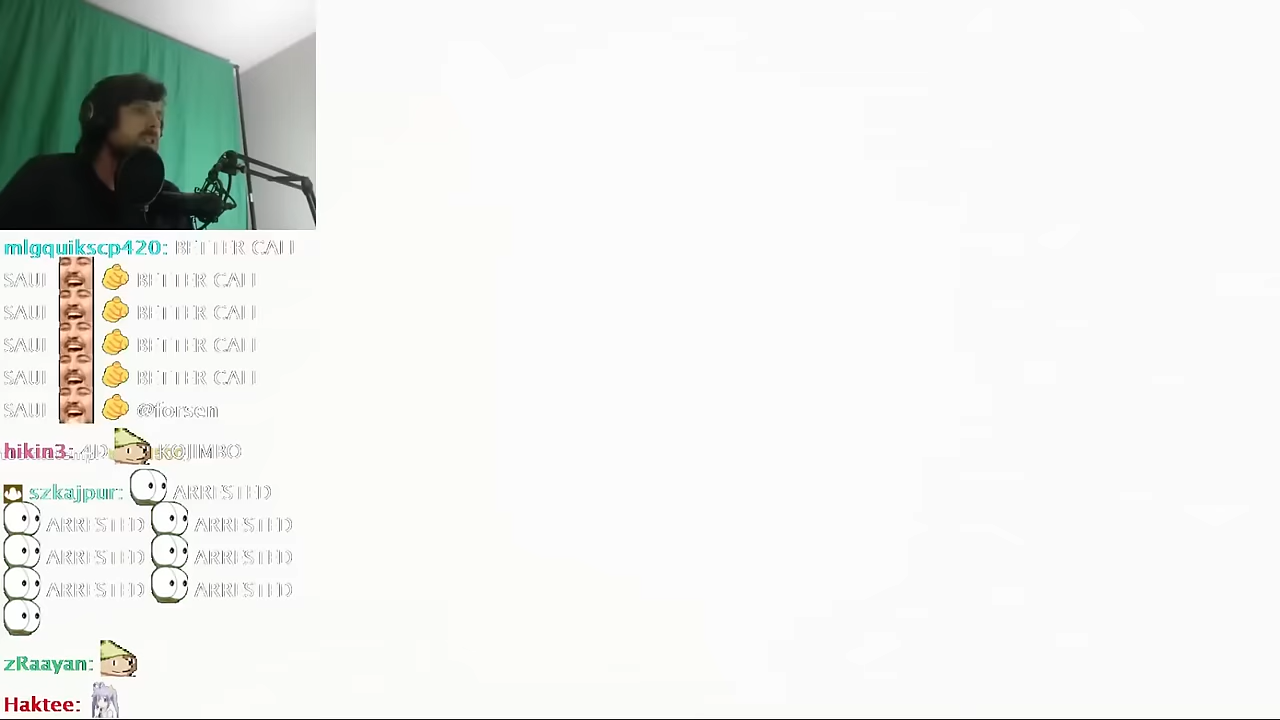 mlgquikscp420: BETTER CALL
SAUL BETTER CALL
SAUL BETTER CALL
SAUL BETTER CALL
SAUL BETTER CALL
SAUL @forsen
hikin3: 4D KOJIMBO
szkajpur: ARRESTED
ARRESTED ARRESTED
ARRESTED ARRESTED
ARRESTED ARRESTED
zRaayan:
Haktee: